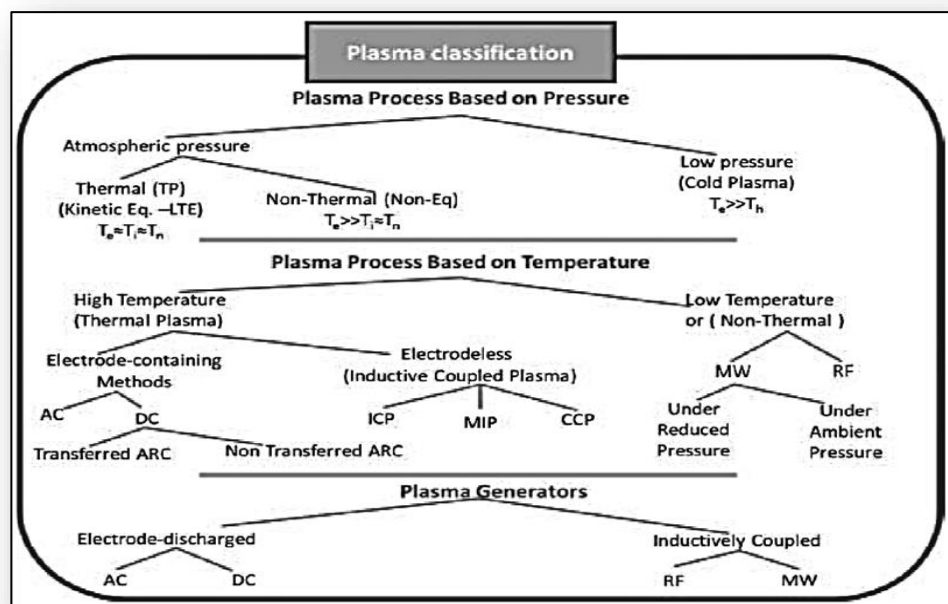 Plasma classification
Plasma Process Based on Pressure
Atmospheric pressure
Low pressure
(Cold Plasma)
Tₑ>>Tₕ
Thermal (TP)
(Kinetic Eq. –LTE)
Tₑ≈Tᵢ≈Tₙ
Non-Thermal (Non-Eq)
Tₑ>>Tᵢ≈Tₙ
Plasma Process Based on Temperature
High Temperature
(Thermal Plasma)
Low Temperature
or ( Non-Thermal )
Electrode-containing
Methods
Electrodeless
(Inductive Coupled Plasma)
MW
RF
AC
DC
ICP
MIP
CCP
Under
Reduced
Pressure
Under
Ambient
Pressure
Transferred ARC
Non Transferred ARC
Plasma Generators
Electrode-discharged
Inductively Coupled
AC
DC
RF
MW